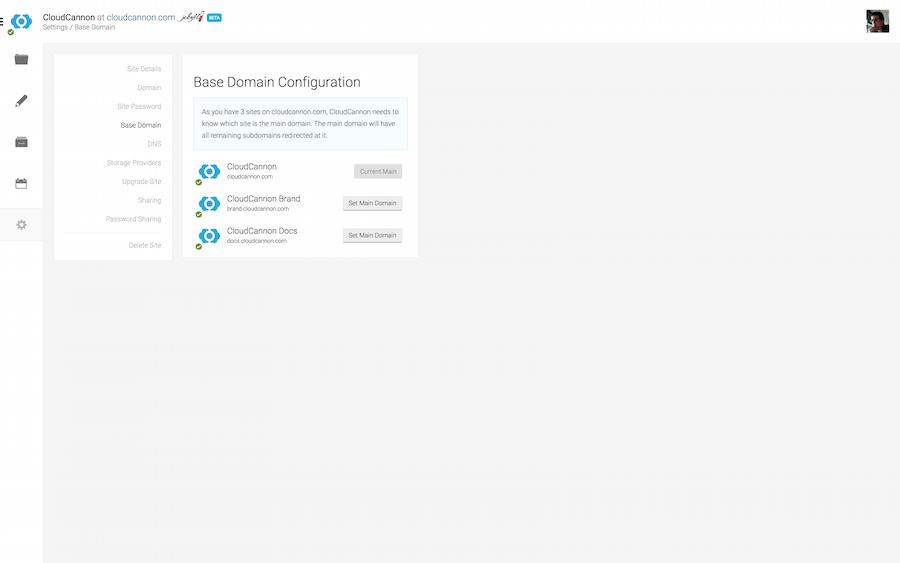 CloudCannon at cloudcannon.com jekyll BETA
Settings / Base Domain
Site Details
Domain
Site Password
Base Domain
DNS
Storage Providers
Upgrade Site
Sharing
Password Sharing
Delete Site
Base Domain Configuration
As you have 3 sites on cloudcannon.com, CloudCannon needs to
know which site is the main domain. The main domain will have
all remaining subdomains redirected at it.
CloudCannon
cloudcannon.com
Current Main
CloudCannon Brand
brand.cloudcannon.com
Set Main Domain
CloudCannon Docs
docs.cloudcannon.com
Set Main Domain